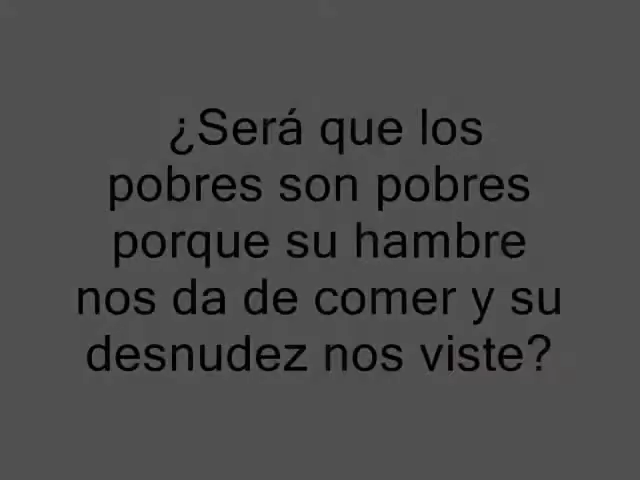 ¿Será que los
pobres son pobres
porque su hambre
nos da de comer y su
desnudez nos viste?